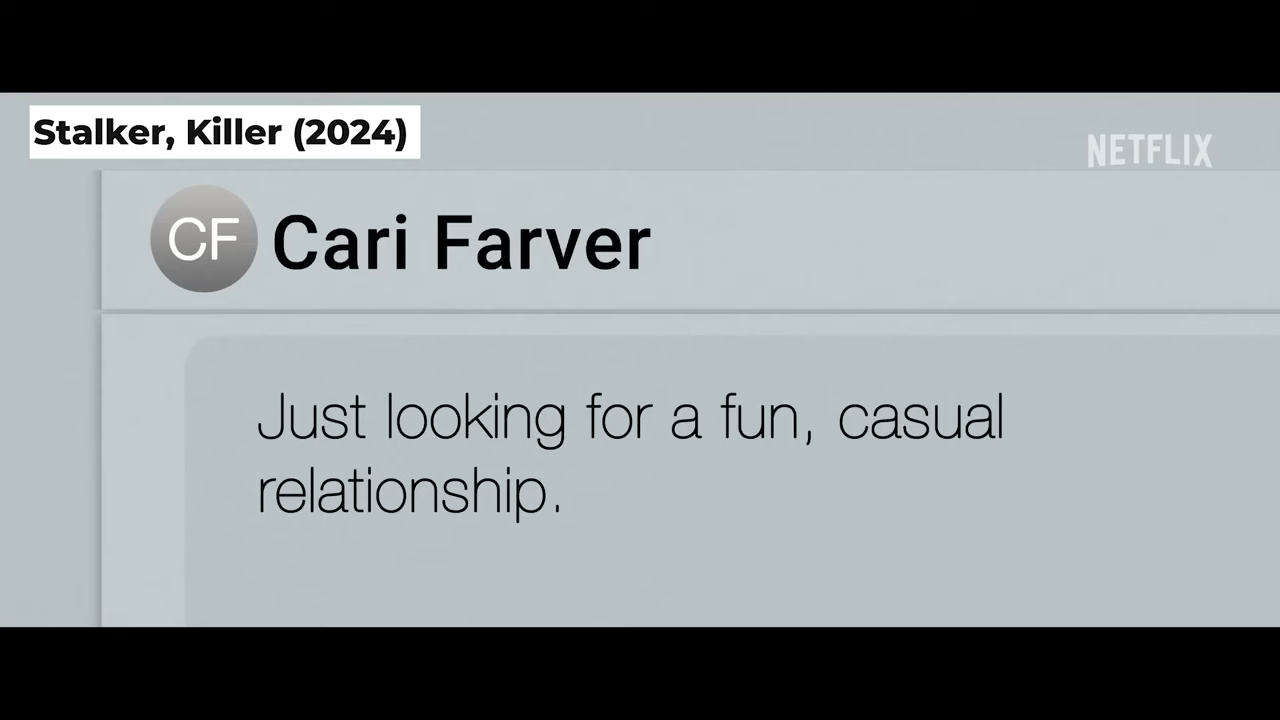 Stalker, Killer (2024)
NETFLIX
CF Cari Farver
Just looking for a fun, casual
relationship.